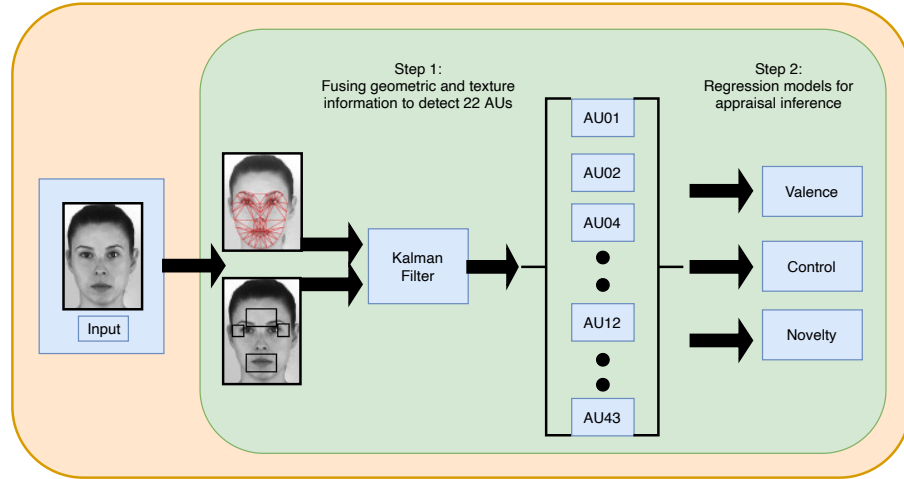 Step 1:
Fusing geometric and texture
information to detect 22 AUs
Step 2:
Regression models for
appraisal inference
Input
Kalman
Filter
AU01
AU02
AU04
AU12
AU43
Valence
Control
Novelty